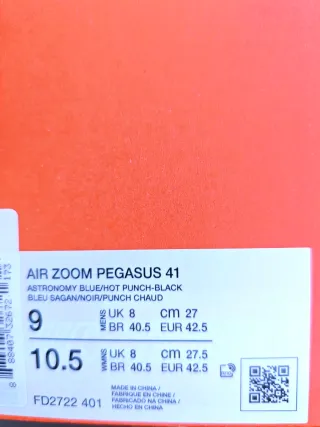 AIR ZOOM PEGASUS 41
ASTRONOMY BLUE/HOT PUNCH-BLACK
BLEU SAGAN/NOIR/PUNCH CHAUD
9 MENS UK 8 CM 27
BR 40.5 EUR 42.5
10.5 WMNS UK 8 CM 27.5
BR 40.5 EUR 42.5
MADE IN CHINA /
FABRIQUE EN CHINE /
FABRICADO NA CHINA /
HECHO EN CHINA
FD2722 401